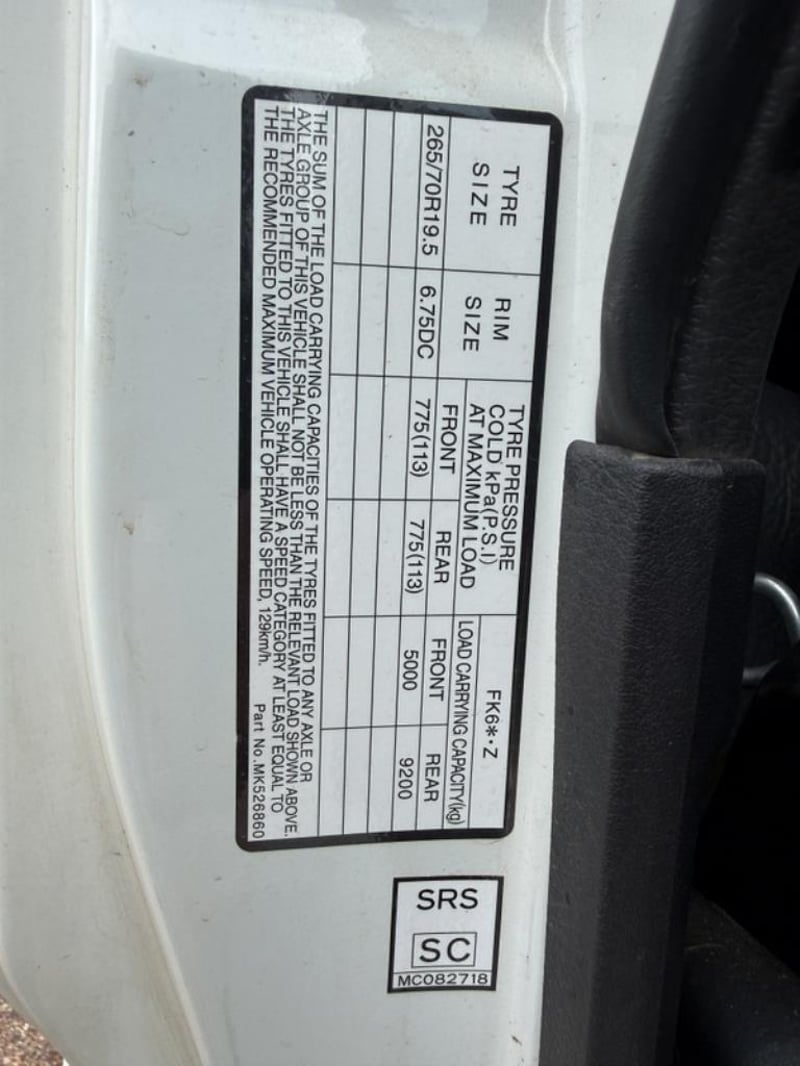 TYRE SIZE
RIM SIZE
TYRE PRESSURE
COLD kPa(P.S.I)
AT MAXIMUM LOAD
FK6*·Z
LOAD CARRYING CAPACITY(kg)
FRONT REAR FRONT REAR
265/70R19.5 6.75DC 775(113) 775(113) 5000 9200
THE SUM OF THE LOAD CARRYING CAPACITIES OF THE TYRES FITTED TO ANY AXLE OR
AXLE GROUP OF THIS VEHICLE SHALL NOT BE LESS THAN THE RELEVANT LOAD SHOWN ABOVE.
THE TYRES FITTED TO THIS VEHICLE SHALL HAVE A SPEED CATEGORY AT LEAST EQUAL TO
THE RECOMMENDED MAXIMUM VEHICLE OPERATING SPEED, 129km/h.
Part No.MK526860
SRS
SC
MC082718